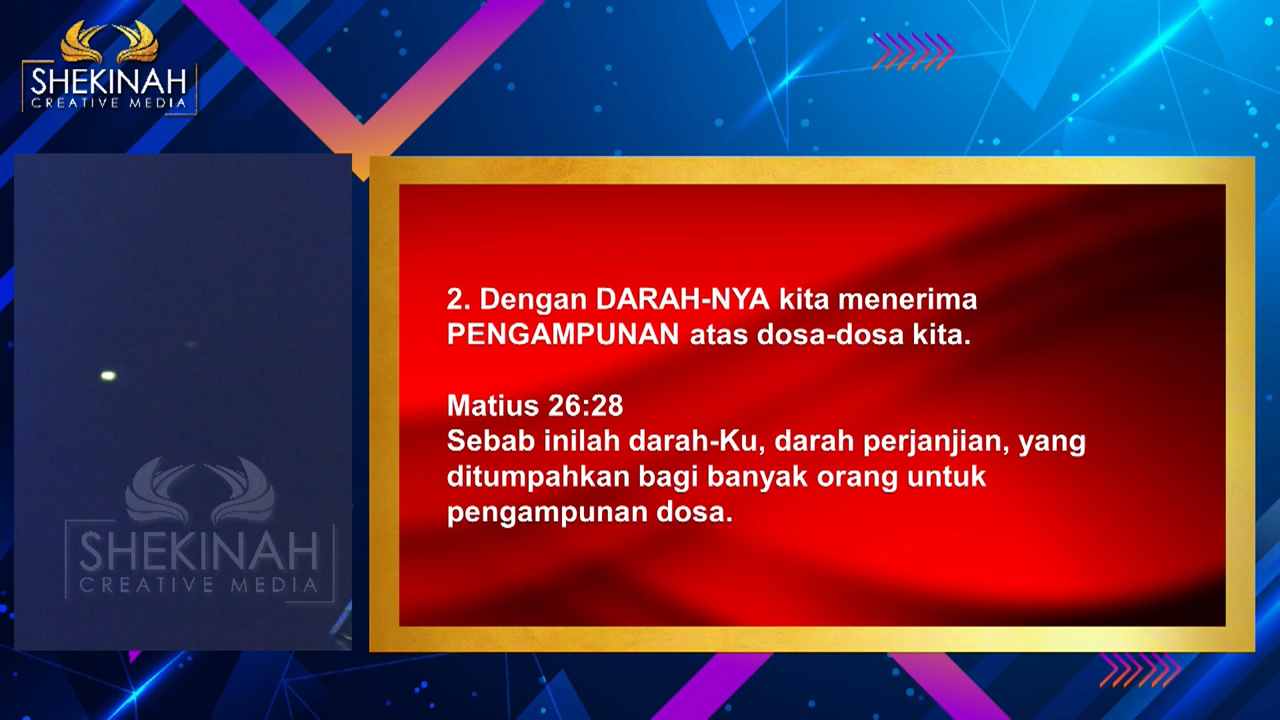 SHEKINAH
CREATIVE MEDIA
2. Dengan DARAH-NYA kita menerima
PENGAMPUNAN atas dosa-dosa kita.
Matius 26:28
Sebab inilah darah-Ku, darah perjanjian, yang
ditumpahkan bagi banyak orang untuk
pengampunan dosa.
SHEKINAH
CREATIVE MEDIA